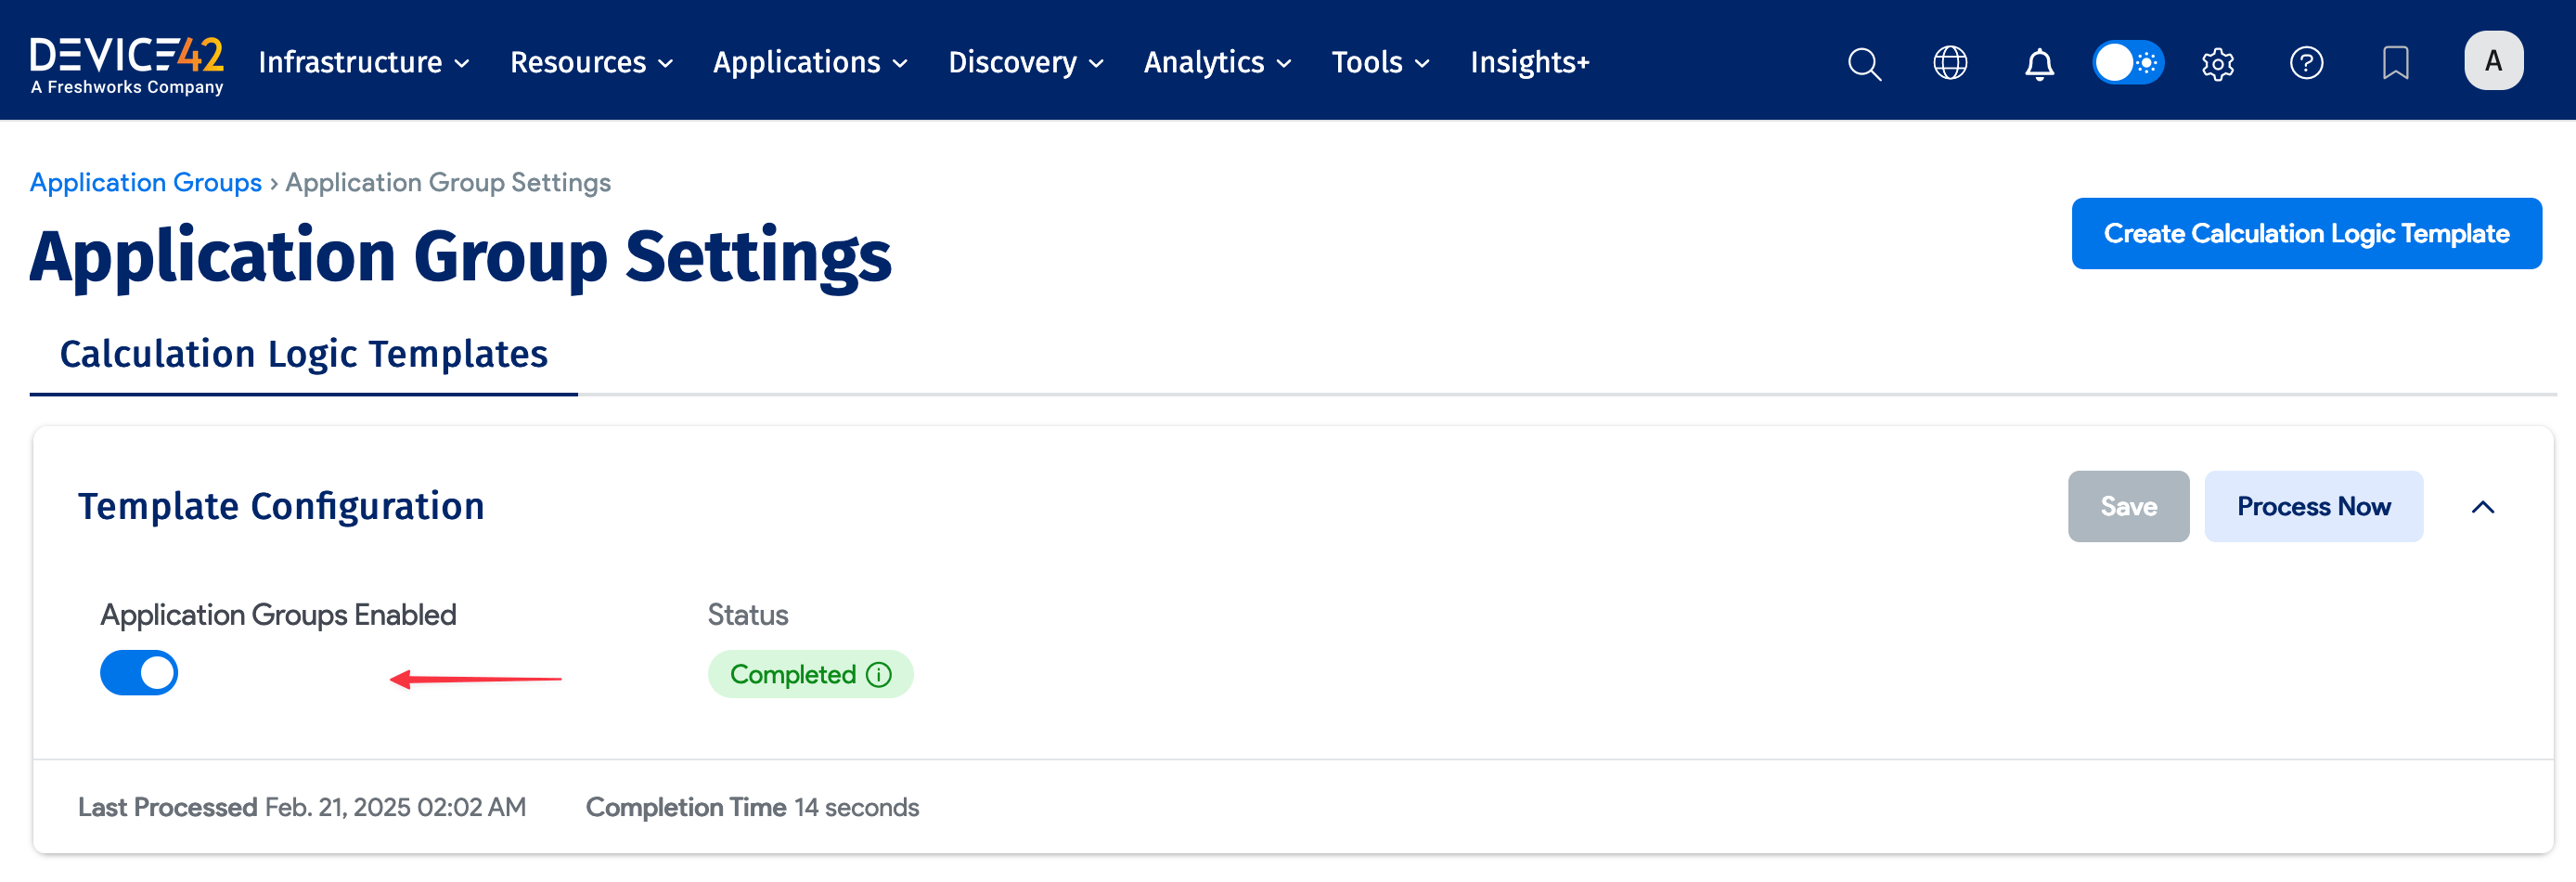 DEVICE42
A Freshworks Company
Infrastructure
Resources
Applications
Discovery
Analytics
Tools
Insights+
A
Application Groups › Application Group Settings
Application Group Settings
Create Calculation Logic Template
Calculation Logic Templates
Template Configuration
Save
Process Now
Application Groups Enabled
Status
Completed
Last Processed Feb. 21, 2025 02:02 AM
Completion Time 14 seconds